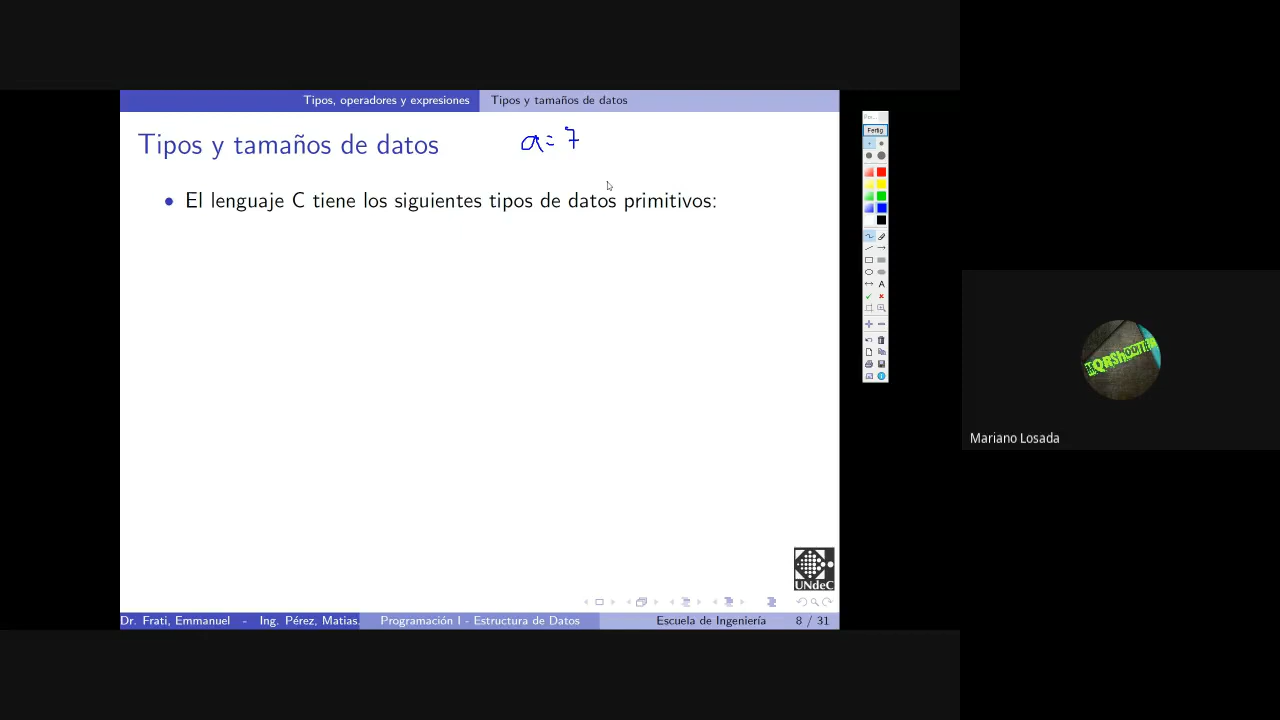 Tipos, operadores y expresiones Tipos y tamaños de datos
Tipos y tamaños de datos a=7
El lenguaje C tiene los siguientes tipos de datos primitivos:
Fertig
A
Mariano Losada
UNdeC
Dr. Frati, Emmanuel - Ing. Pérez, Matias. Programación I - Estructura de Datos Escuela de Ingeniería 8 / 31